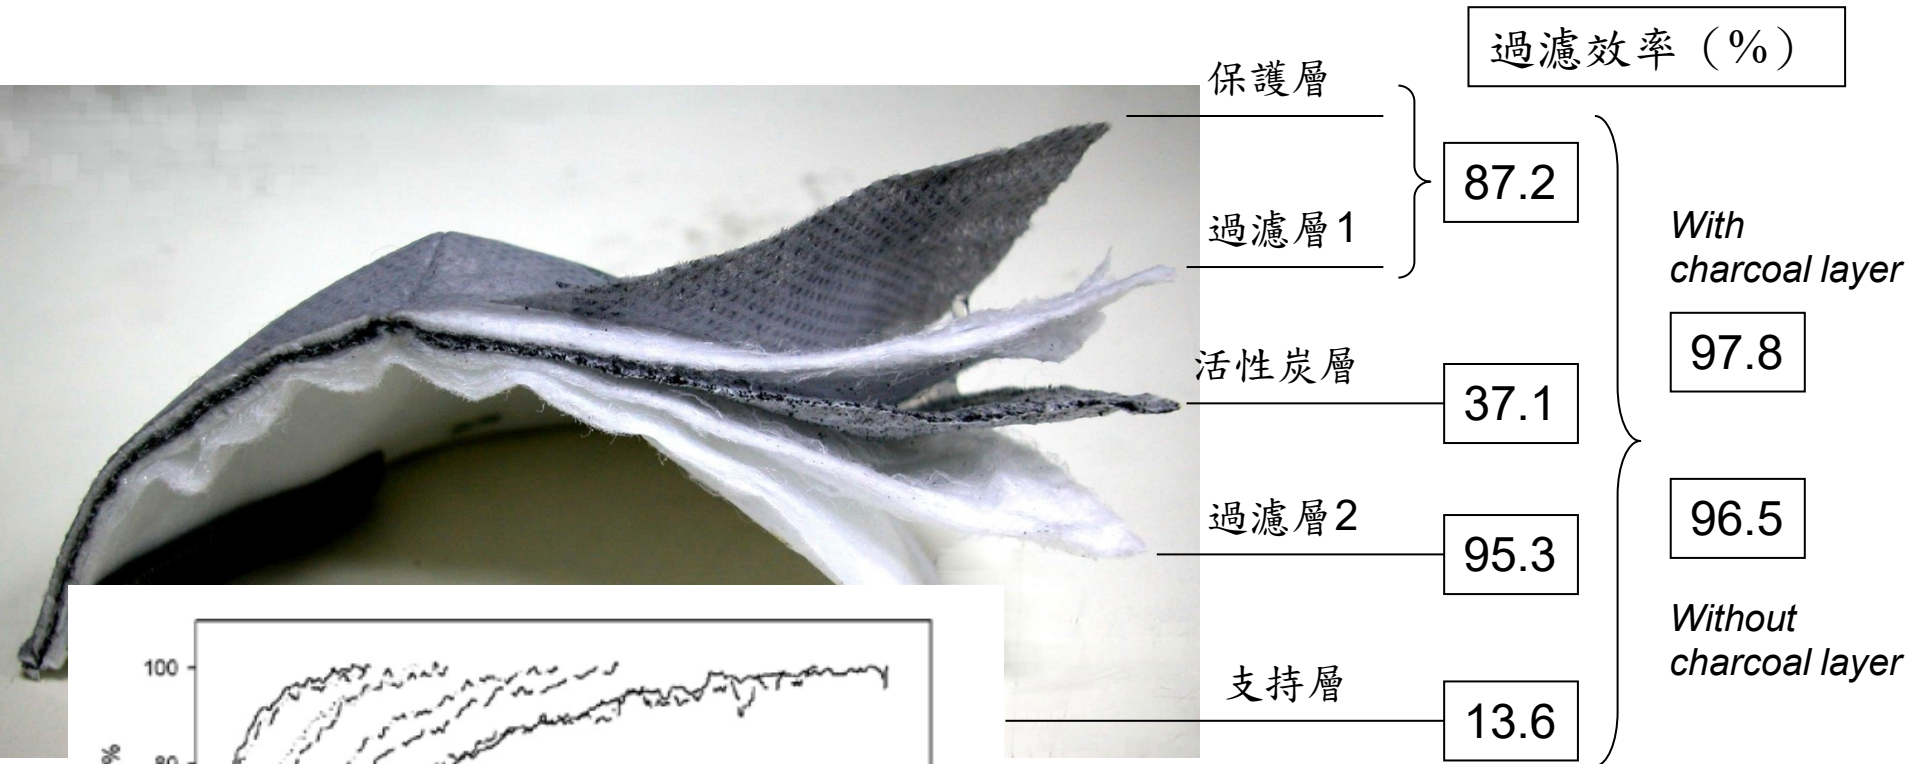 過濾效率（%）
保護層
87.2
過濾層1
With
charcoal layer
97.8
活性炭層
37.1
過濾層2
95.3
96.5
Without
charcoal layer
支持層
13.6
100
80
%